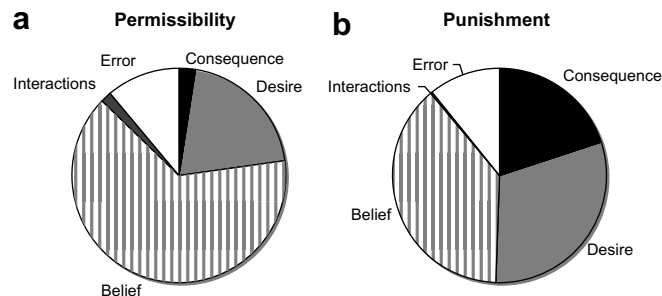 a
Permissibility
Error
Consequence
Interactions
Desire
Belief
b
Punishment
Error
Consequence
Interactions
Belief
Desire